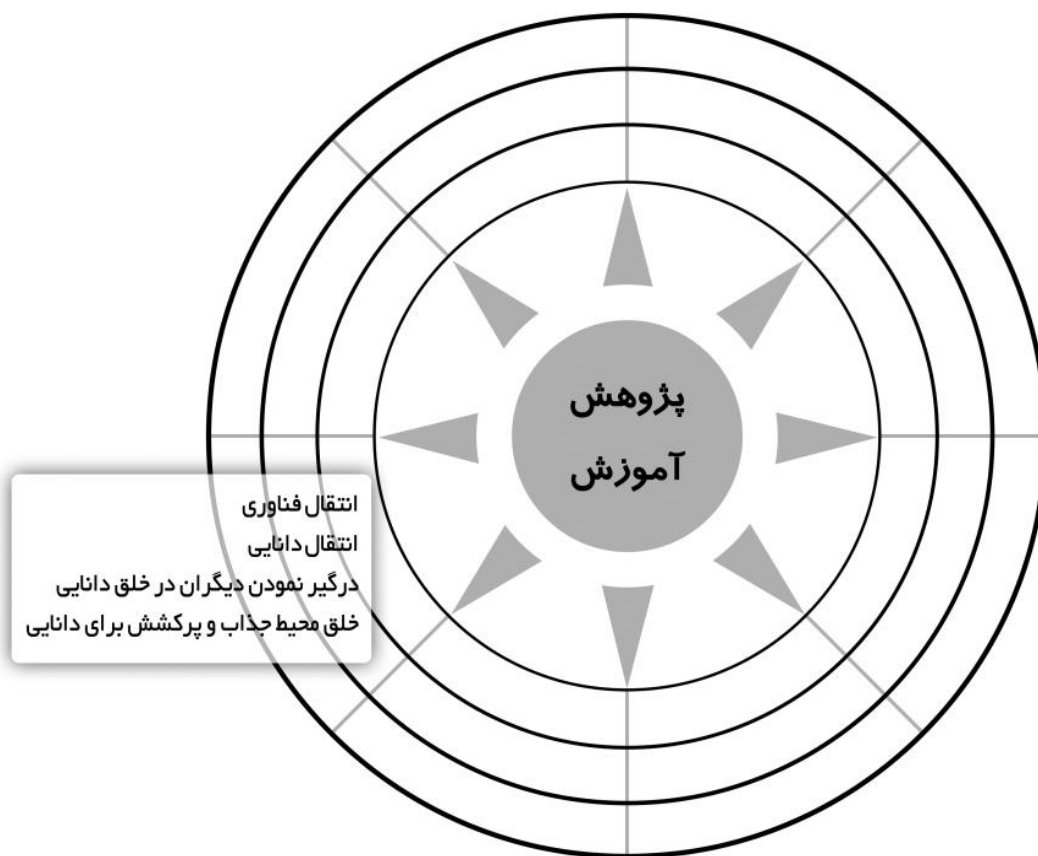 پژوهش
آموزش
انتقال فناوری
انتقال دانایی
درگیر نمودن دیگران در خلق دانایی
خلق محیط جذاب و پرکشش برای دانایی